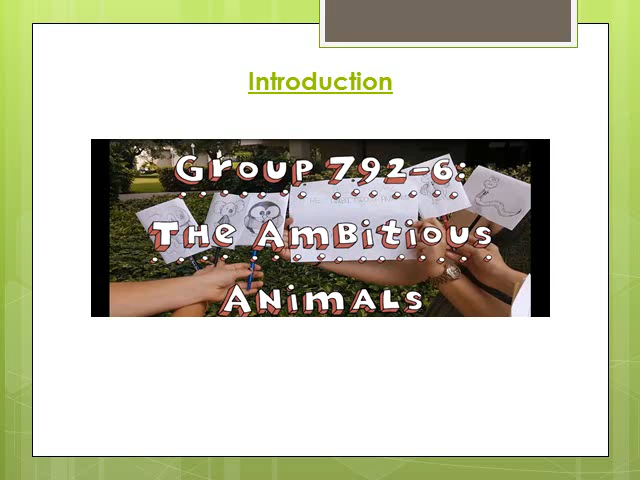 Introduction
Group 792-6:
The Ambitious
Animals